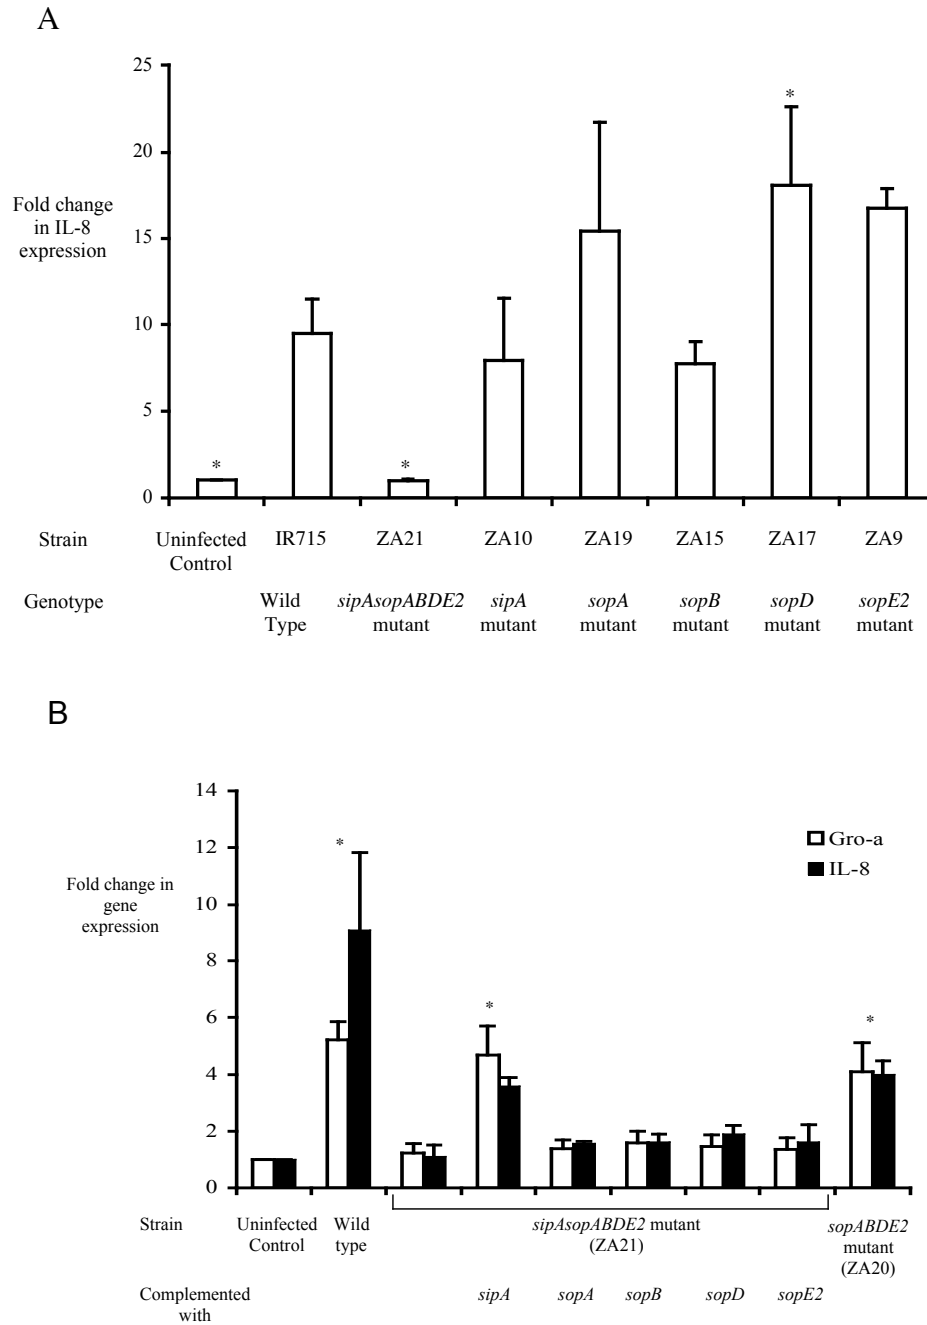 A
25
20
15
10
5
0
Fold change
in IL-8
expression
*
*
*
Strain
Uninfected
Control
IR715
ZA21
ZA10
ZA19
ZA15
ZA17
ZA9
Genotype
Wild
Type
sipAsopABDE2
mutant
sipA
mutant
sopA
mutant
sopB
mutant
sopD
mutant
sopE2
mutant
B
14
12
10
8
6
4
2
0
Fold change in
gene
expression
Gro-a
IL-8
*
*
*
Strain
Uninfected
Control
Wild
type
sipAsopABDE2 mutant
(ZA21)
sopABDE2
mutant
(ZA20)
Complemented
with
sipA
sopA
sopB
sopD
sopE2